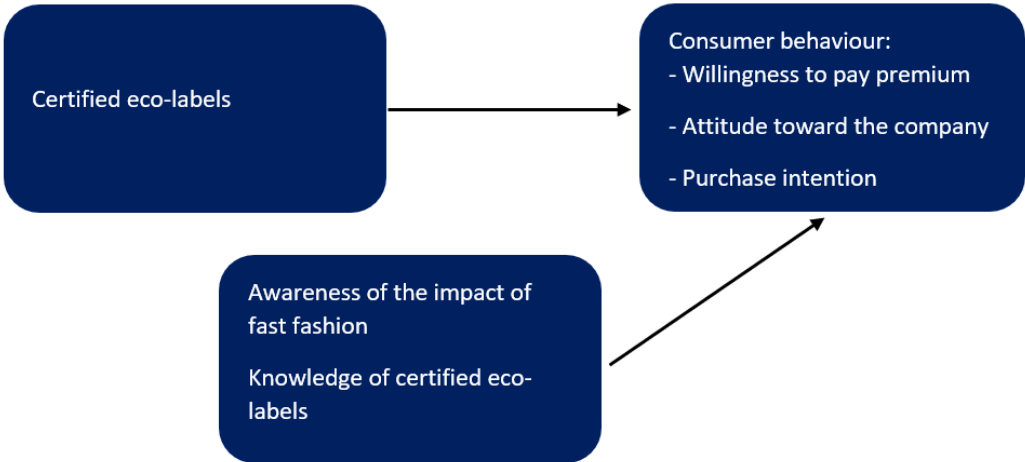 Certified eco-labels
Consumer behaviour:
- Willingness to pay premium
- Attitude toward the company
- Purchase intention
Awareness of the impact of
fast fashion
Knowledge of certified eco-
labels